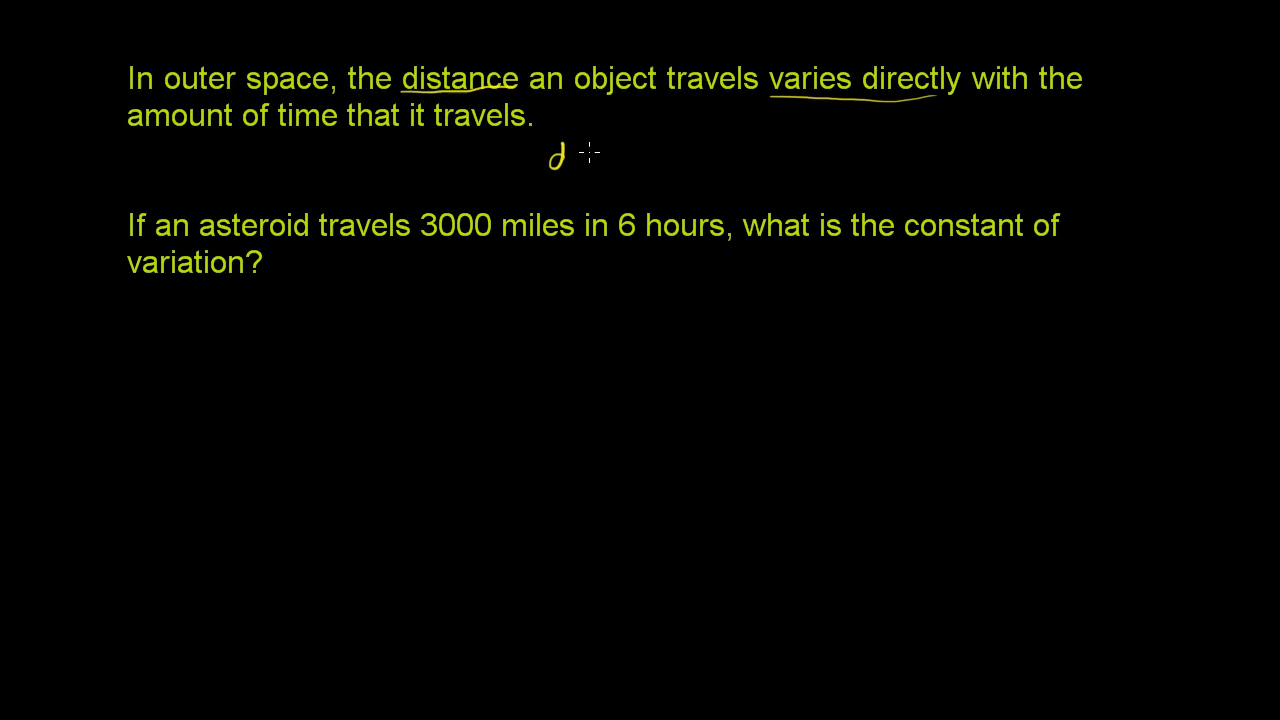 In outer space, the distance an object travels varies directly with the
amount of time that it travels.
d
If an asteroid travels 3000 miles in 6 hours, what is the constant of
variation?